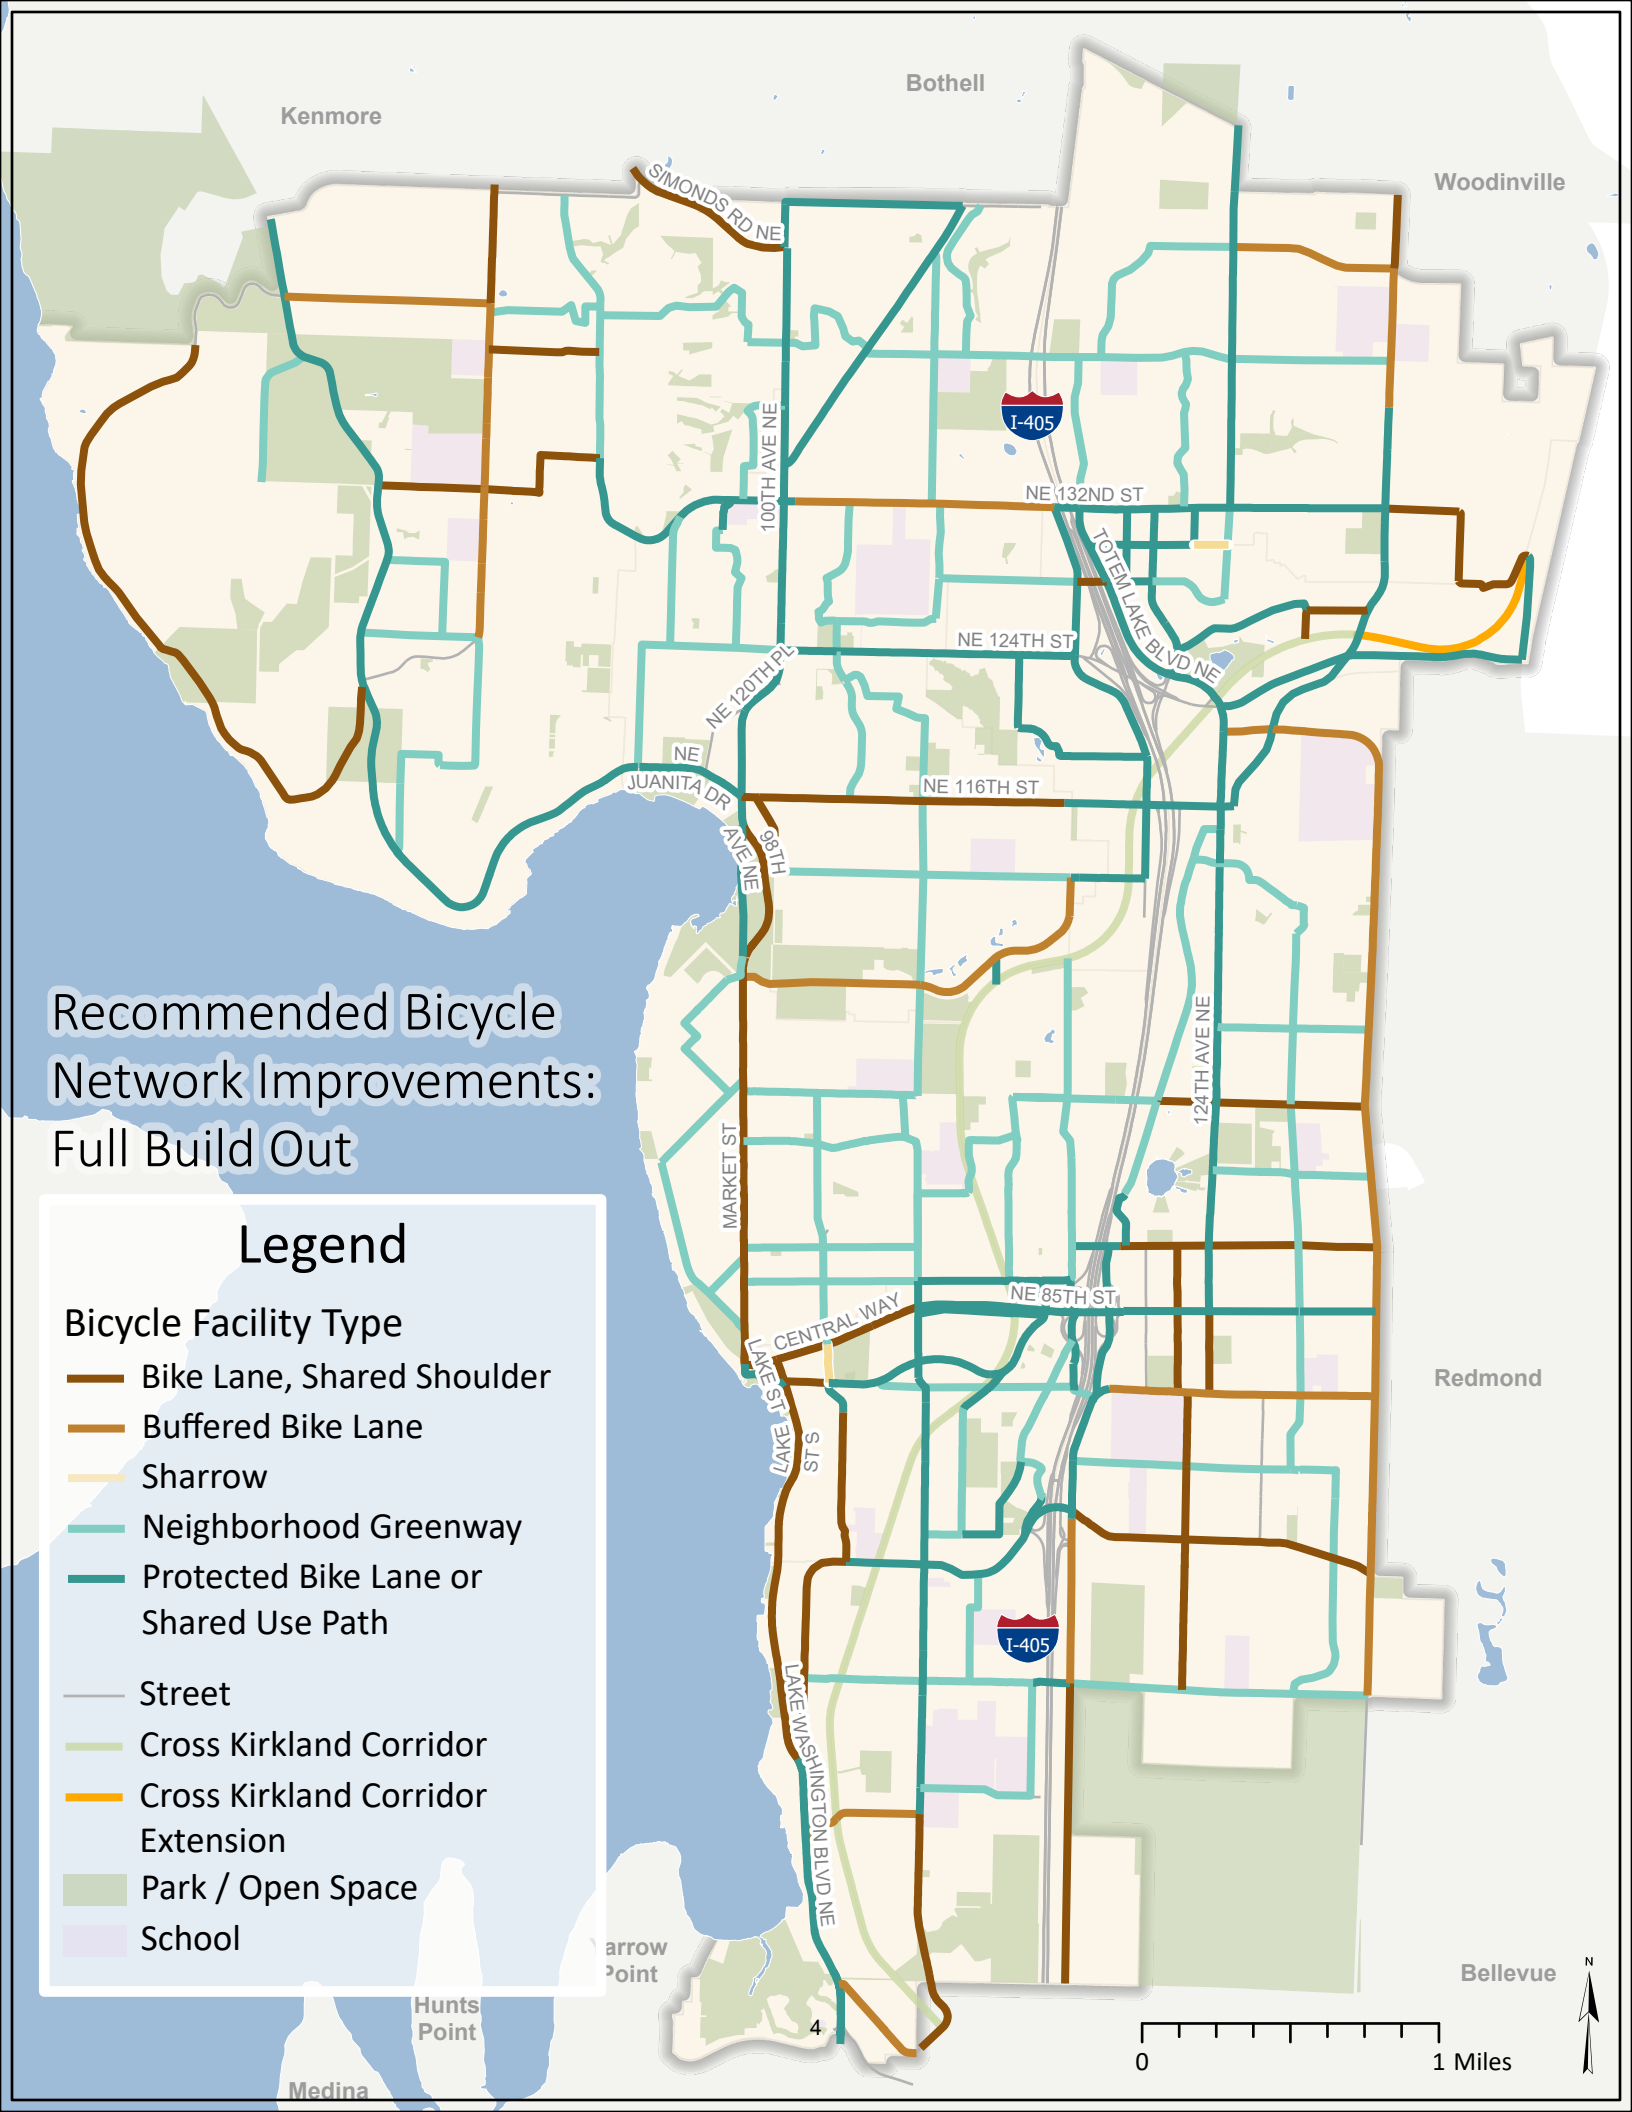 Bothell
Kenmore
Woodinville
SIMONDS RD NE
I-405
100TH AVE NE
NE 132ND ST
TOTEM LAKE BLVD NE
NE 124TH ST
NE 120TH PL
NE
JUANITA DR
NE 116TH ST
98TH
AVE NE
Recommended Bicycle
Network Improvements:
Full Build Out
124TH AVE NE
MARKET ST
NE 85TH ST
CENTRAL WAY
LAKE ST
LAKE
ST S
Redmond
I-405
LAKE WASHINGTON BLVD NE
Legend
Bicycle Facility Type
Bike Lane, Shared Shoulder
Buffered Bike Lane
Sharrow
Neighborhood Greenway
Protected Bike Lane or
Shared Use Path
Street
Cross Kirkland Corridor
Cross Kirkland Corridor
Extension
Park / Open Space
School
arrow
Point
Hunts
Point
Medina
4
Bellevue
N
0
1 Miles